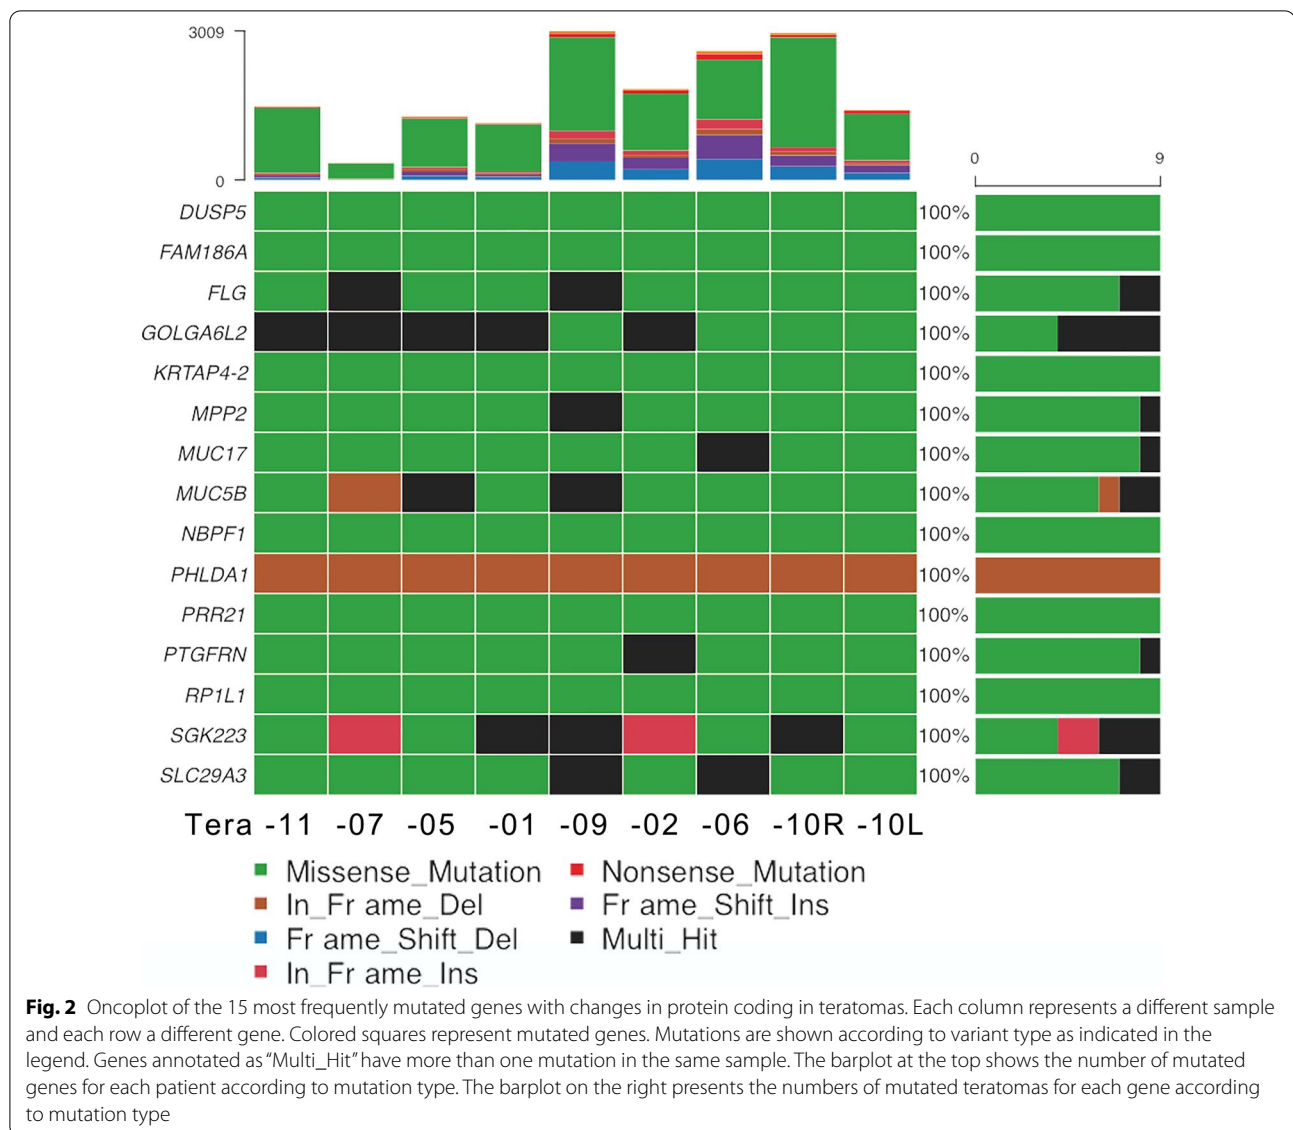 3009
0
0 9
DUSP5 100%
FAM186A 100%
FLG 100%
GOLGA6L2 100%
KRTAP4-2 100%
MPP2 100%
MUC17 100%
MUC5B 100%
NBPF1 100%
PHLDA1 100%
PRR21 100%
PTGFRN 100%
RP1L1 100%
SGK223 100%
SLC29A3 100%
Tera -11 -07 -05 -01 -09 -02 -06 -10R -10L
Missense_Mutation Nonsense_Mutation
In_Fr ame_Del Fr ame_Shift_Ins
Fr ame_Shift_Del Multi_Hit
In_Fr ame_Ins
Fig. 2 Oncoplot of the 15 most frequently mutated genes with changes in protein coding in teratomas. Each column represents a different sample
and each row a different gene. Colored squares represent mutated genes. Mutations are shown according to variant type as indicated in the
legend. Genes annotated as “Multi_Hit” have more than one mutation in the same sample. The barplot at the top shows the number of mutated
genes for each patient according to mutation type. The barplot on the right presents the numbers of mutated teratomas for each gene according
to mutation type